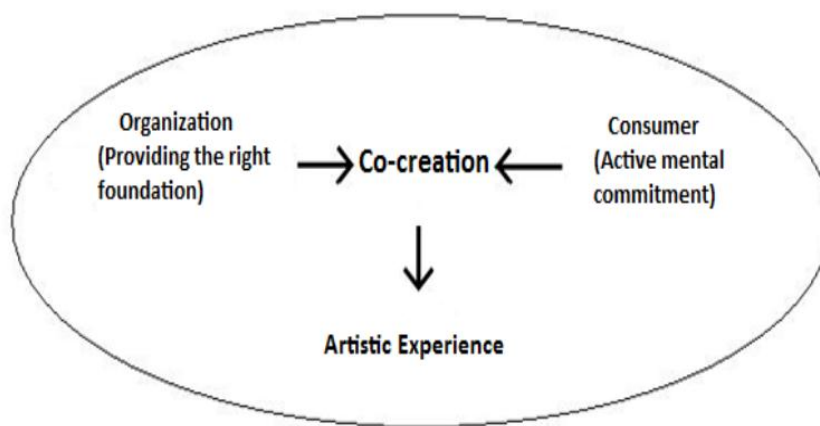 Organization
(Providing the right
foundation)
Co-creation
Consumer
(Active mental
commitment)
Artistic Experience